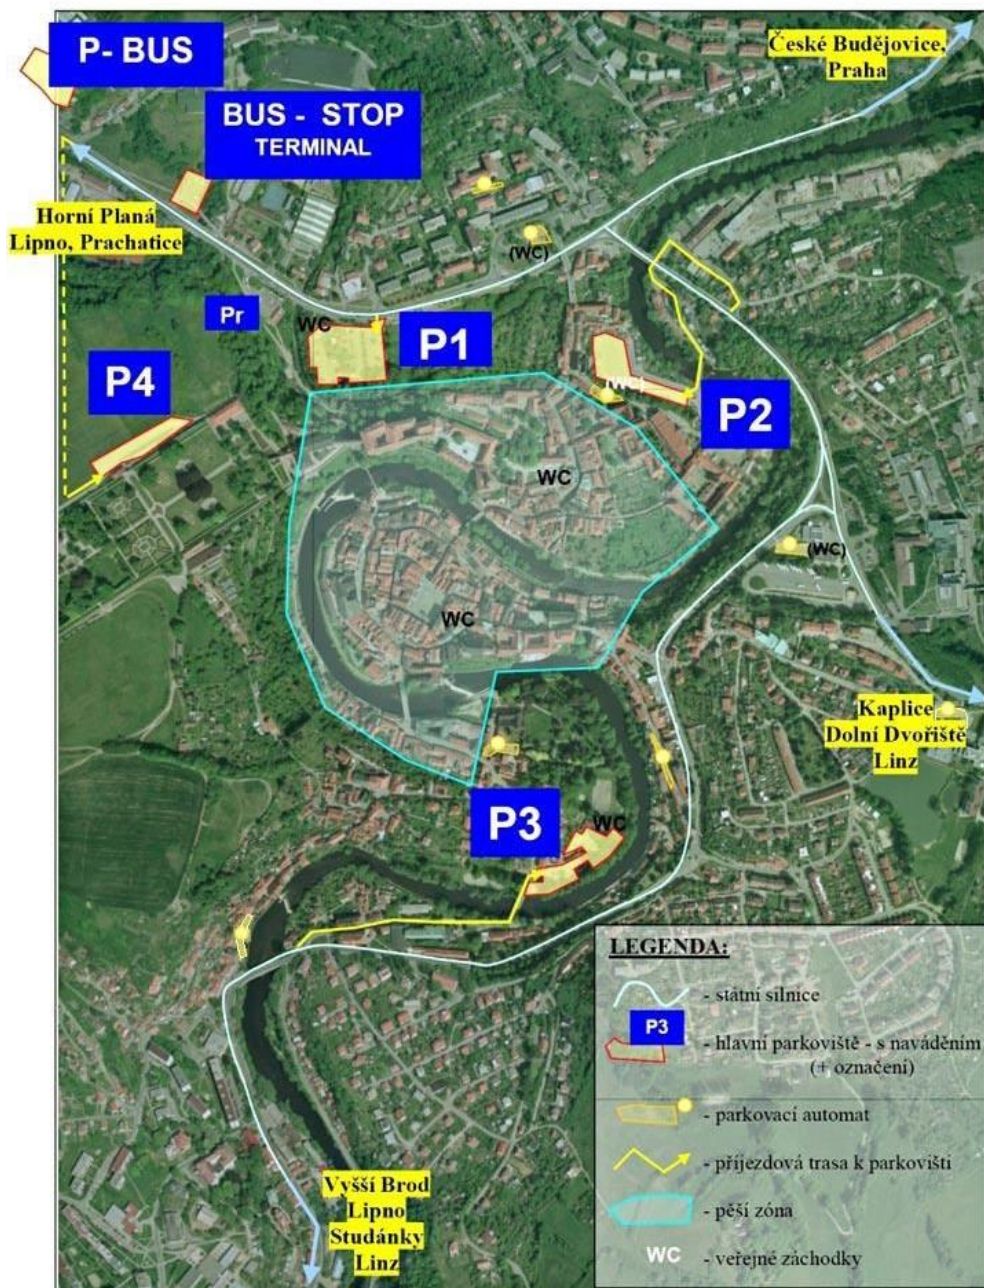 P- BUS
České Budějovice,
Praha
BUS - STOP
TERMINAL
Horní Planá
Lipno, Prachatice
(WC)
Pr
WC
P1
P4
(WC)
P2
WC
(WC)
WC
Kaplice
Dolní Dvořiště
Linz
P3
WC
LEGENDA:
- státní silnice
P3
- hlavní parkoviště - s naváděním
(+ označení)
- parkovací automat
- příjezdová trasa k parkovišti
- pěší zóna
WC - veřejné záchodky
Vyšší Brod
Lipno
Studánky
Linz